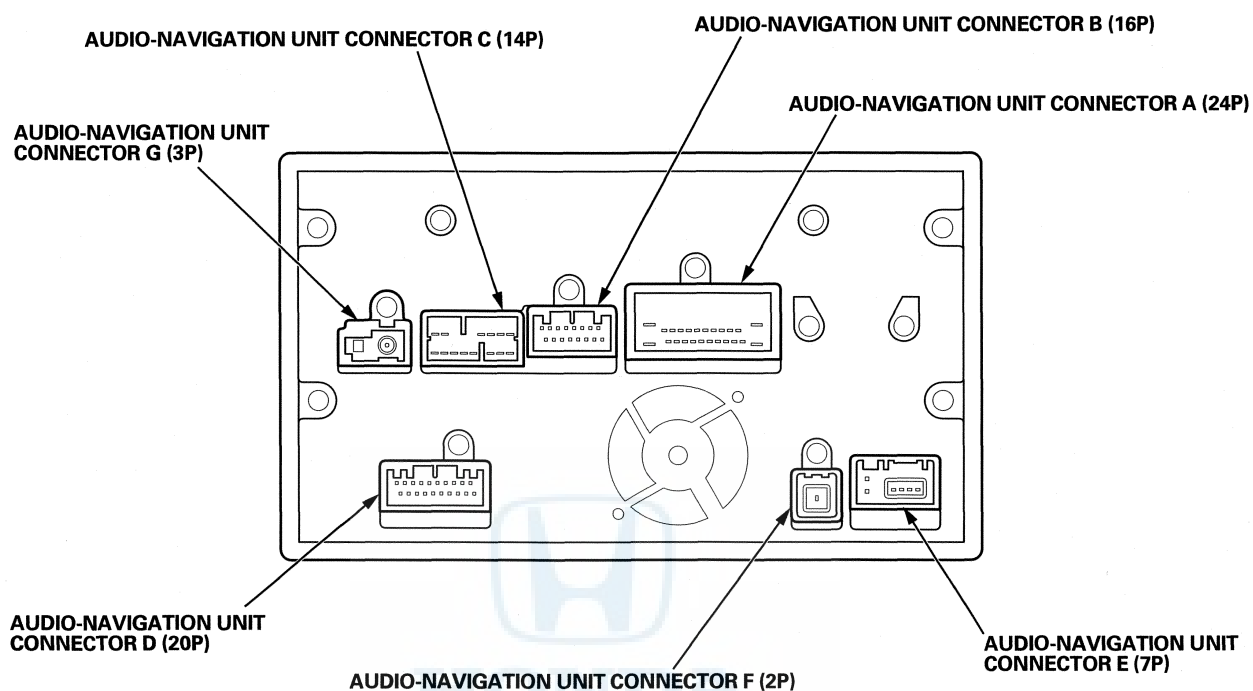 AUDIO-NAVIGATION UNIT CONNECTOR B (16P)
AUDIO-NAVIGATION UNIT CONNECTOR C (14P)
AUDIO-NAVIGATION UNIT CONNECTOR A (24P)
AUDIO-NAVIGATION UNIT
CONNECTOR G (3P)
AUDIO-NAVIGATION UNIT
CONNECTOR D (20P)
AUDIO-NAVIGATION UNIT
CONNECTOR E (7P)
AUDIO-NAVIGATION UNIT CONNECTOR F (2P)